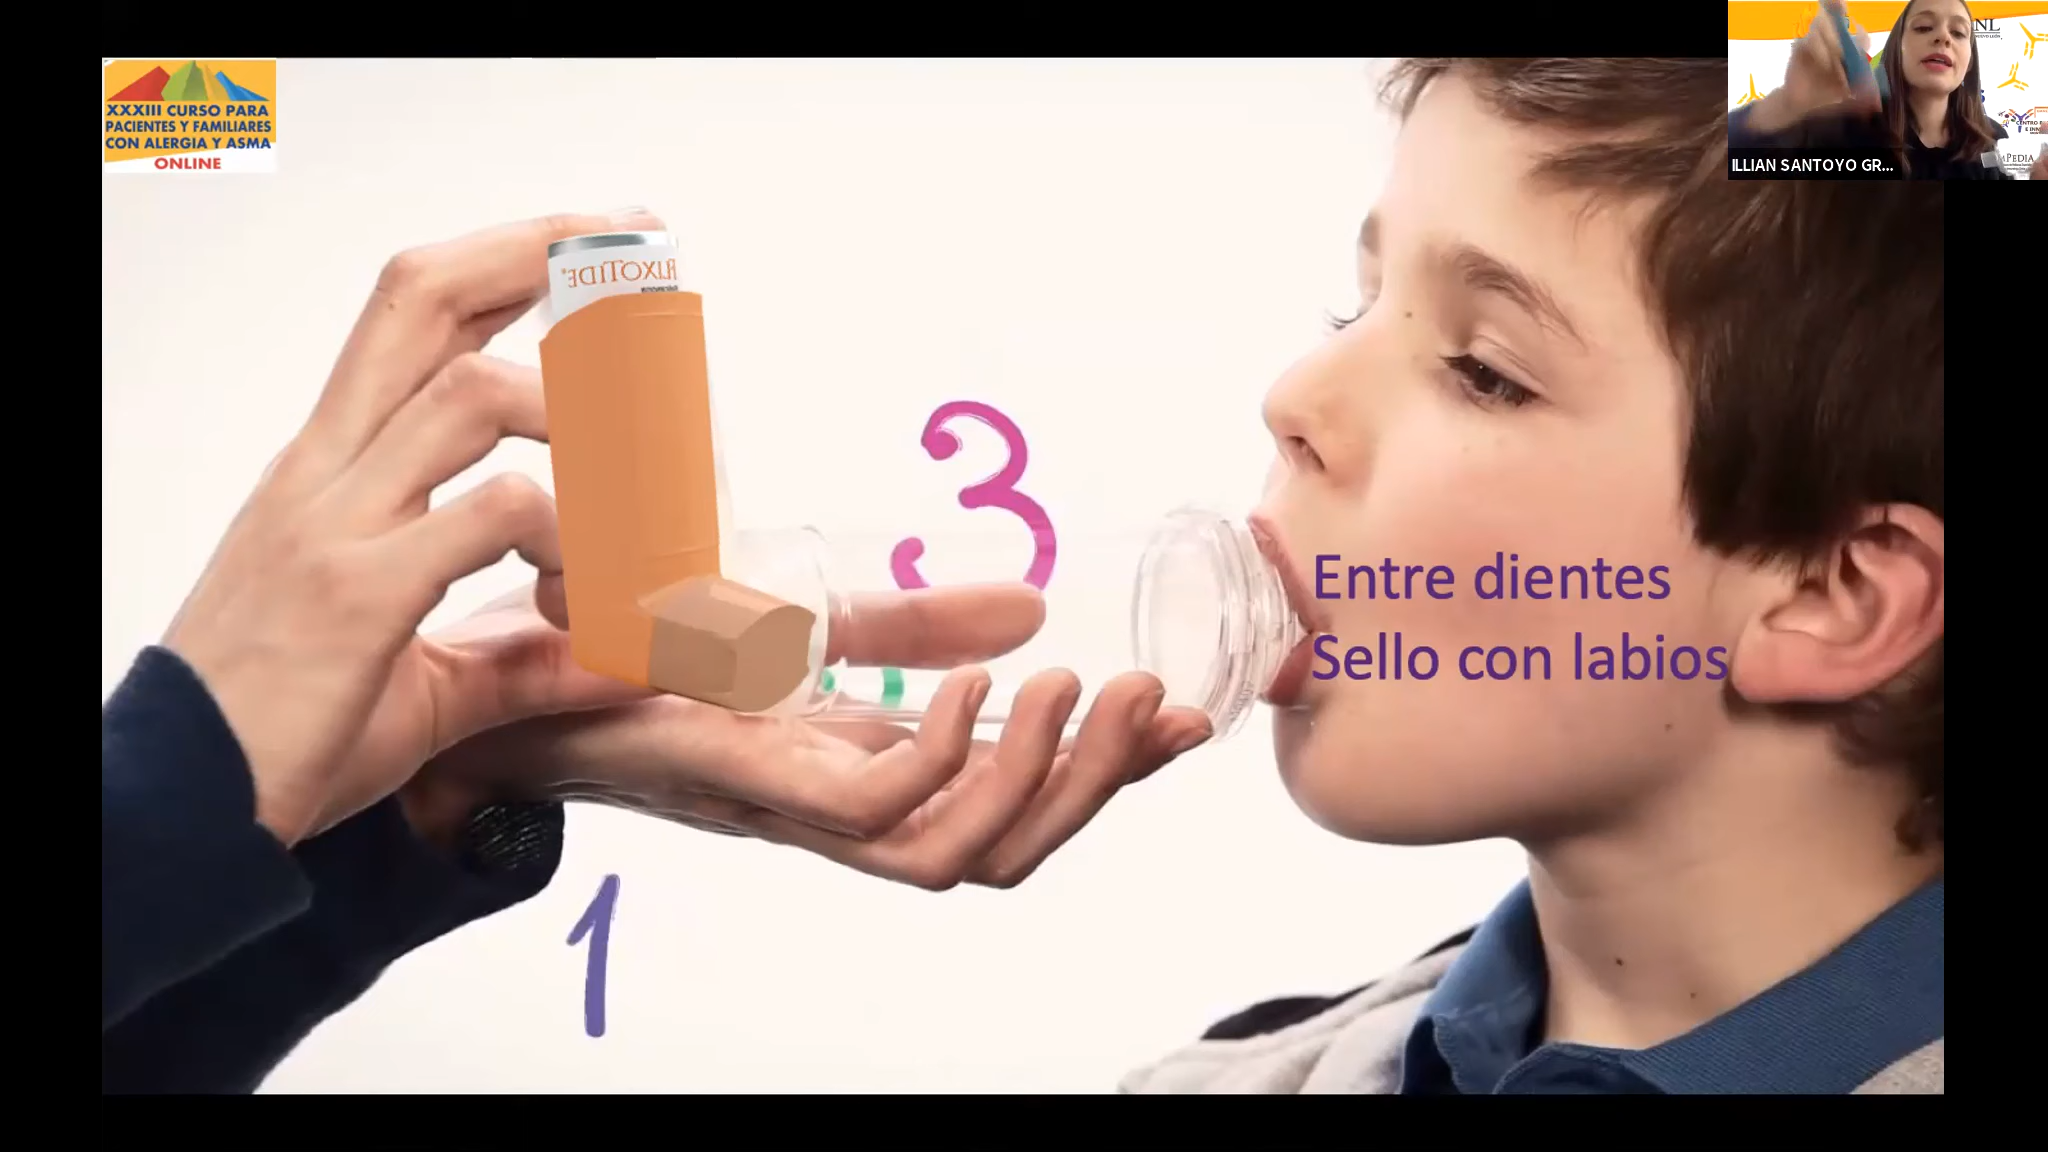 XXXIII CURSO PARA
PACIENTES Y FAMILIARES
CON ALERGIA Y ASMA
ONLINE
NL
ILLIAN SANTOYO GR...
FLIXOTIDE
3
Entre dientes
Sello con labios
1